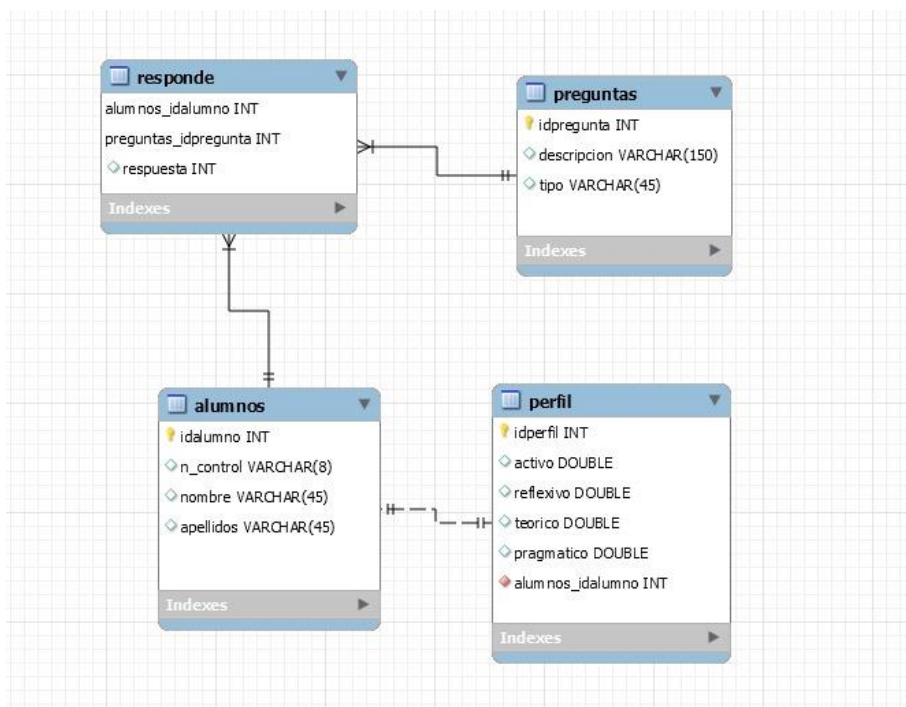 responde
alumnos_idalumno INT
preguntas_idpregunta INT
respuesta INT
Indexes
preguntas
idpregunta INT
descripcion VARCHAR(150)
tipo VARCHAR(45)
Indexes
alumnos
idalumno INT
n_control VARCHAR(8)
nombre VARCHAR(45)
apellidos VARCHAR(45)
Indexes
perfil
idperfil INT
activo DOUBLE
reflexivo DOUBLE
teorico DOUBLE
pragmatico DOUBLE
alumnos_idalumno INT
Indexes